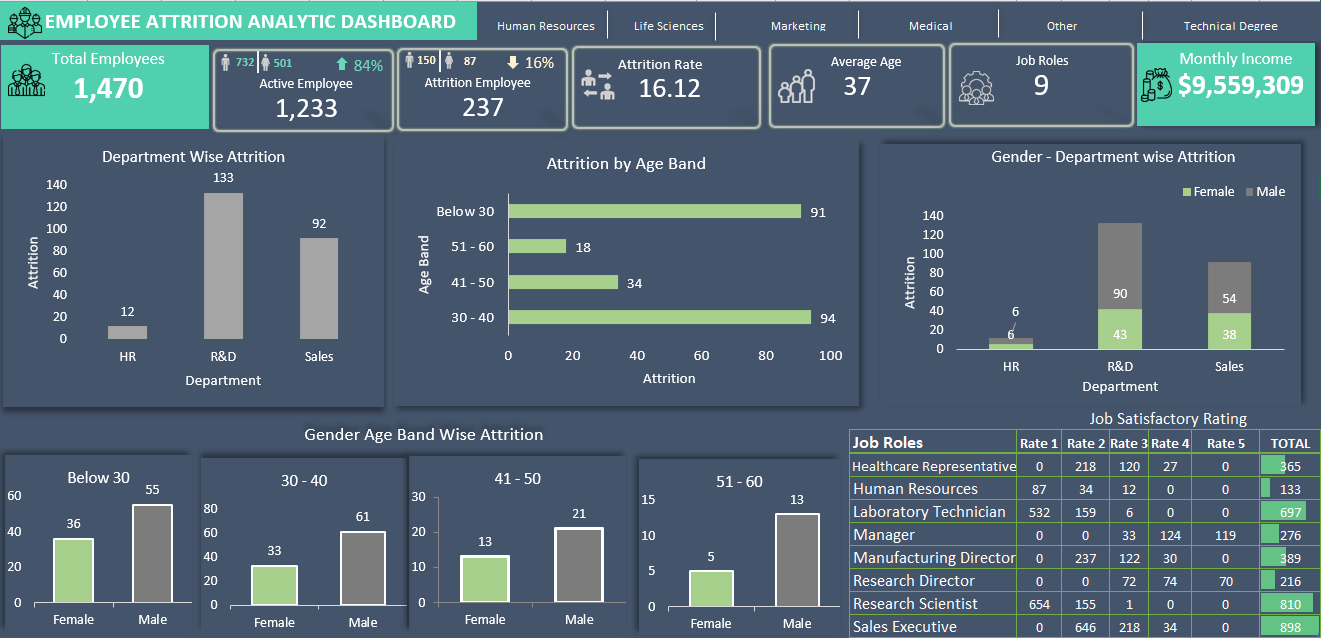 EMPLOYEE ATTRITION ANALYTIC DASHBOARD
Human Resources
Life Sciences
Marketing
Medical
Other
Technical Degree
Total Employees
1,470
732 501 84%
Active Employee
1,233
150 87 16%
Attrition Employee
237
Attrition Rate
16.12
Average Age
37
Job Roles
9
Monthly Income
$9,559,309
Department Wise Attrition
140
120
100
80
60
40
20
0
Attrition
12
133
92
HR R&D Sales
Department
Attrition by Age Band
Age Band
Below 30 91
51 - 60 18
41 - 50 34
30 - 40 94
0 20 40 60 80 100
Attrition
Gender - Department wise Attrition
Female Male
140
120
100
80
60
40
20
0
Attrition
6
6
90
43
54
38
HR R&D Sales
Department
Gender Age Band Wise Attrition
Below 30
60
40
20
0
36
55
Female Male
30 - 40
80
60
40
20
0
33
61
Female Male
41 - 50
30
20
10
0
13
21
Female Male
51 - 60
15
10
5
0
5
13
Female Male
Job Satisfactory Rating
Job Roles Rate 1 Rate 2 Rate 3 Rate 4 Rate 5 TOTAL
Healthcare Representative 0 218 120 27 0 365
Human Resources 87 34 12 0 0 133
Laboratory Technician 532 159 6 0 0 697
Manager 0 0 33 124 119 276
Manufacturing Director 0 237 122 30 0 389
Research Director 0 0 72 74 70 216
Research Scientist 654 155 1 0 0 810
Sales Executive 0 646 218 34 0 898